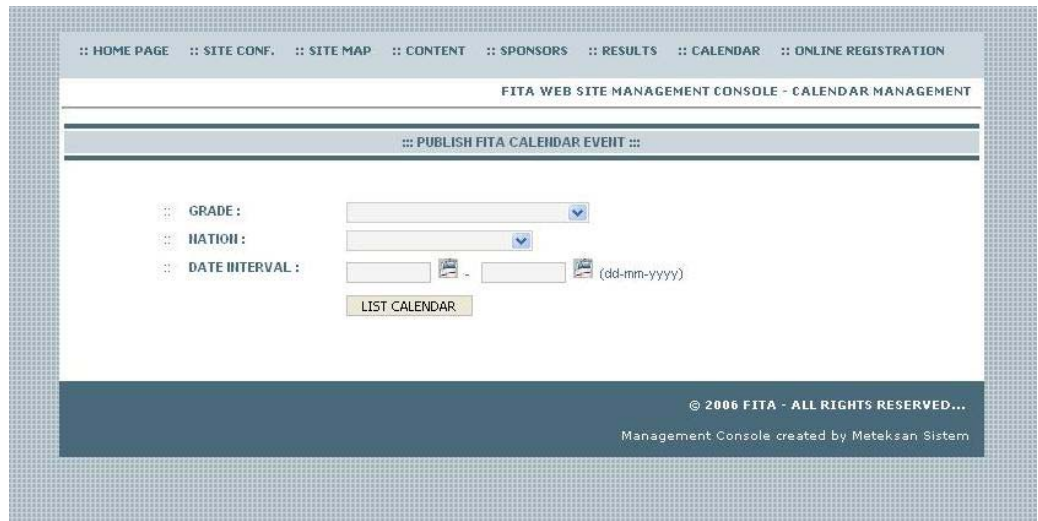 :: HOME PAGE :: SITE CONF. :: SITE MAP :: CONTENT :: SPONSORS :: RESULTS :: CALENDAR :: ONLINE REGISTRATION
FITA WEB SITE MANAGEMENT CONSOLE - CALENDAR MANAGEMENT
::: PUBLISH FITA CALENDAR EVENT :::
:: GRADE :
:: NATION :
:: DATE INTERVAL : - (dd-mm-yyyy)
LIST CALENDAR
© 2006 FITA - ALL RIGHTS RESERVED...
Management Console created by Meteksan Sistem